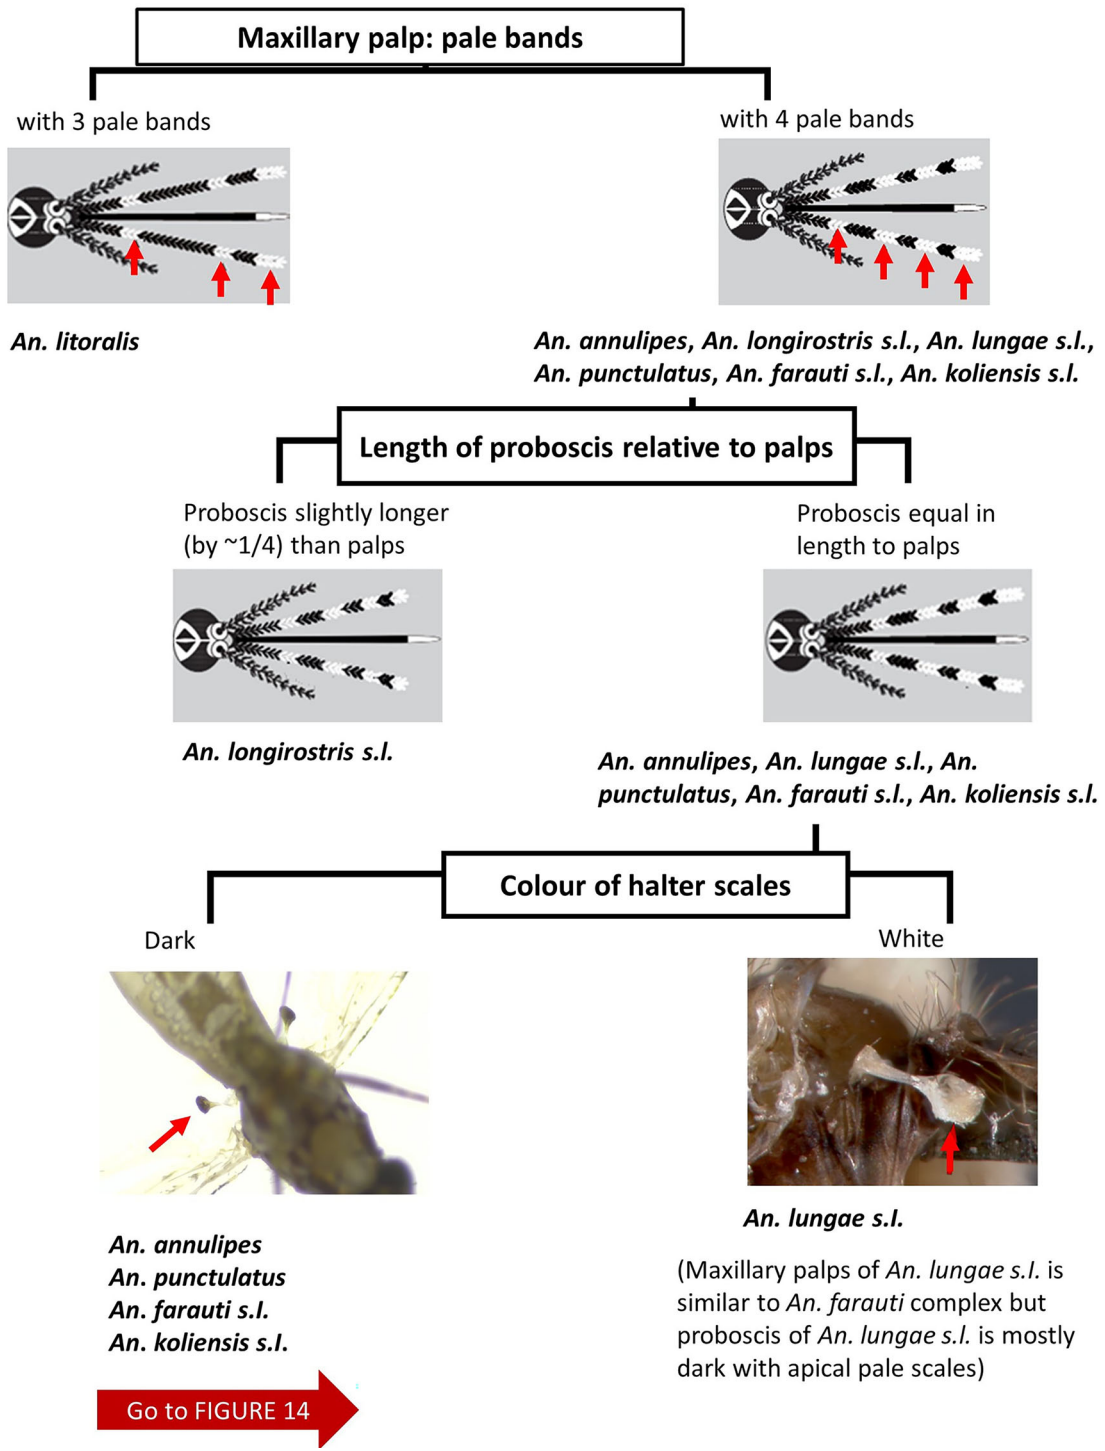 Maxillary palp: pale bands
with 3 pale bands
with 4 pale bands
An. litoralis
An. annulipes, An. longirostris s.l., An. lungae s.l.,
An. punctulatus, An. farauti s.l., An. koliensis s.l.
Length of proboscis relative to palps
Proboscis slightly longer
(by ~1/4) than palps
Proboscis equal in
length to palps
An. longirostris s.l.
An. annulipes, An. lungae s.l., An.
punctulatus, An. farauti s.l., An. koliensis s.l.
Colour of halter scales
Dark
White
An. annulipes
An. punctulatus
An. farauti s.I.
An. koliensis s.I.
Go to FIGURE 14
An. lungae s.I.
(Maxillary palps of An. lungae s.I. is
similar to An. farauti complex but
proboscis of An. lungae s.l. is mostly
dark with apical pale scales)